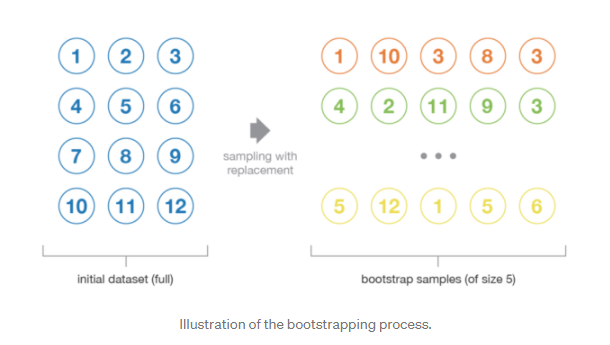 1 2 3 1 10 3 8 3
4 5 6 4 2 11 9 3
sampling with
replacement
7 8 9 ...
10 11 12 5 12 1 5 6
initial dataset (full) bootstrap samples (of size 5)
Illustration of the bootstrapping process.